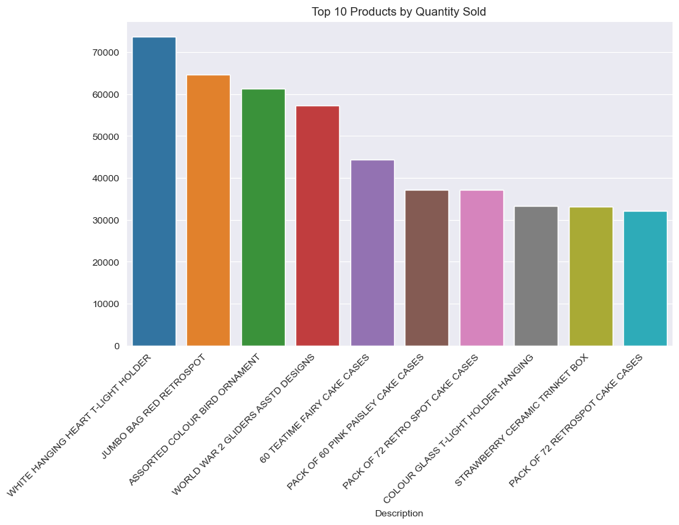 Top 10 Products by Quantity Sold
70000
60000
50000
40000
30000
20000
10000
0
WHITE HANGING HEART T-LIGHT HOLDER
JUMBO BAG RED RETROSPOT
ASSORTED COLOUR BIRD ORNAMENT
WORLD WAR 2 GLIDERS ASSTD DESIGNS
60 TEATIME FAIRY CAKE CASES
PACK OF 60 PINK PAISLEY CAKE CASES
PACK OF 72 RETRO SPOT CAKE CASES
COLOUR GLASS T-LIGHT HOLDER HANGING
STRAWBERRY CERAMIC TRINKET BOX
PACK OF 72 RETROSPOT CAKE CASES
Description